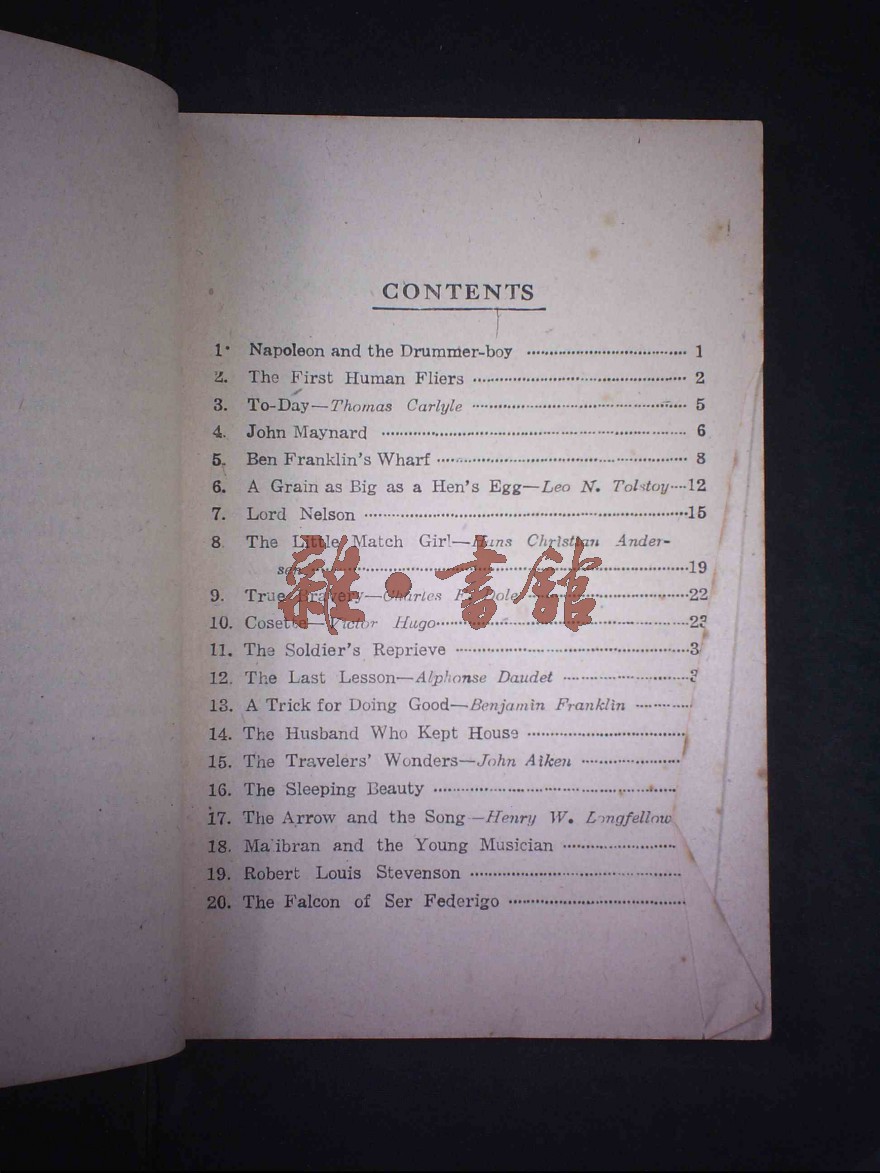 CONTENTS
1. Napoleon and the Drummer-boy 1
2. The First Human Fliers 2
3. To-Day—Thomas Carlyle 5
4. John Maynard 6
5. Ben Franklin's Wharf 8
6. A Grain as Big as a Hen's Egg—Leo N. Tolstoy 12
7. Lord Nelson 15
8 The Little Match Girl—Hans Christian Ander-
sen 19
9. True Bravery—Charles F. Dole 22
10. Cosette—Victor Hugo
11. The Soldier's Reprieve
12. The Last Lesson—Alphonse Daudet
13. A Trick for Doing Good—Benjamin Franklin
14. The Husband Who Kept House
15. The Travelers' Wonders—John Aiken
16. The Sleeping Beauty
17. The Arrow and the Song—Henry W. Longfellow
18. Malibran and the Young Musician
19. Robert Louis Stevenson
20. The Falcon of Ser Federigo
雜·書館